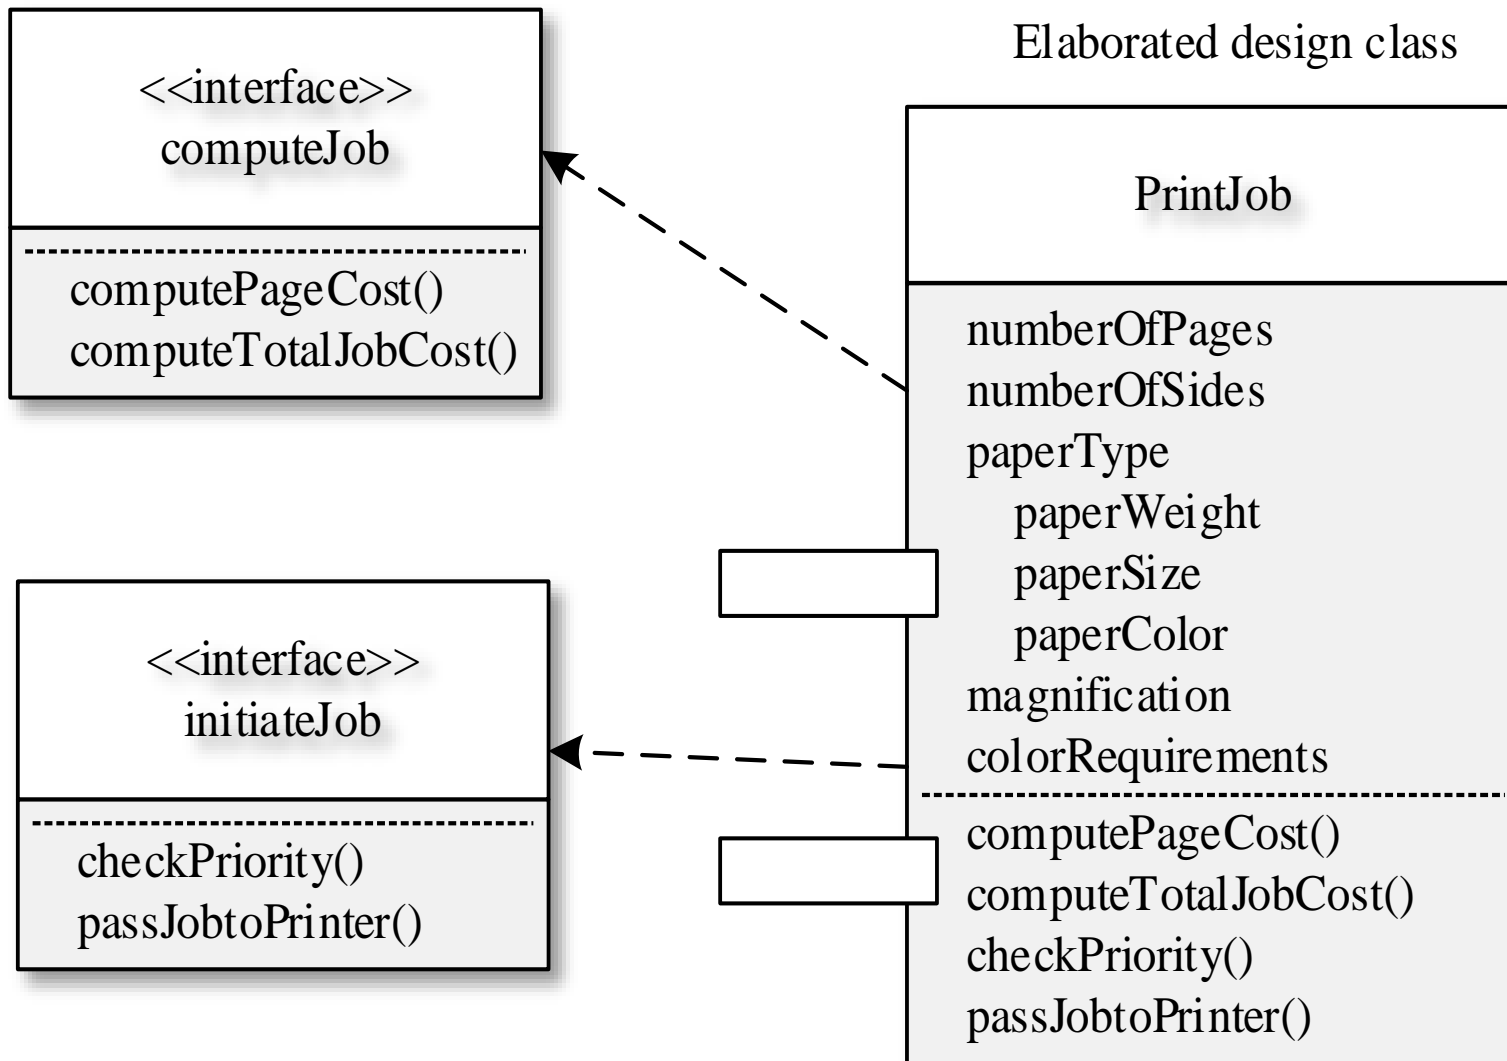 <<interface>>
computeJob
computePageCost()
computeTotalJobCost()
<<interface>>
initiateJob
checkPriority()
passJobtoPrinter()
Elaborated design class
PrintJob
numberOfPages
numberOfSides
paperType
paperWeight
paperSize
paperColor
magnification
colorRequirements
computePageCost()
computeTotalJobCost()
checkPriority()
passJobtoPrinter()